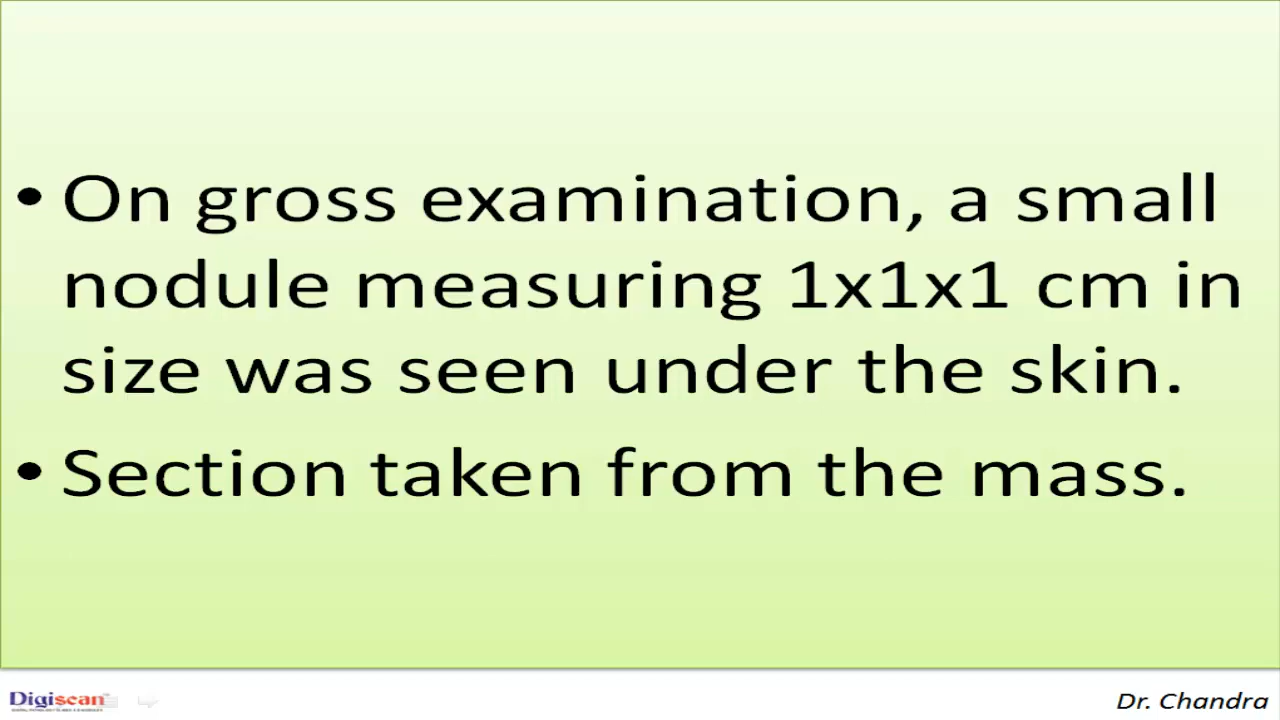 • On gross examination, a small
nodule measuring 1x1x1 cm in
size was seen under the skin.
• Section taken from the mass.
Digiscan
Dr. Chandra